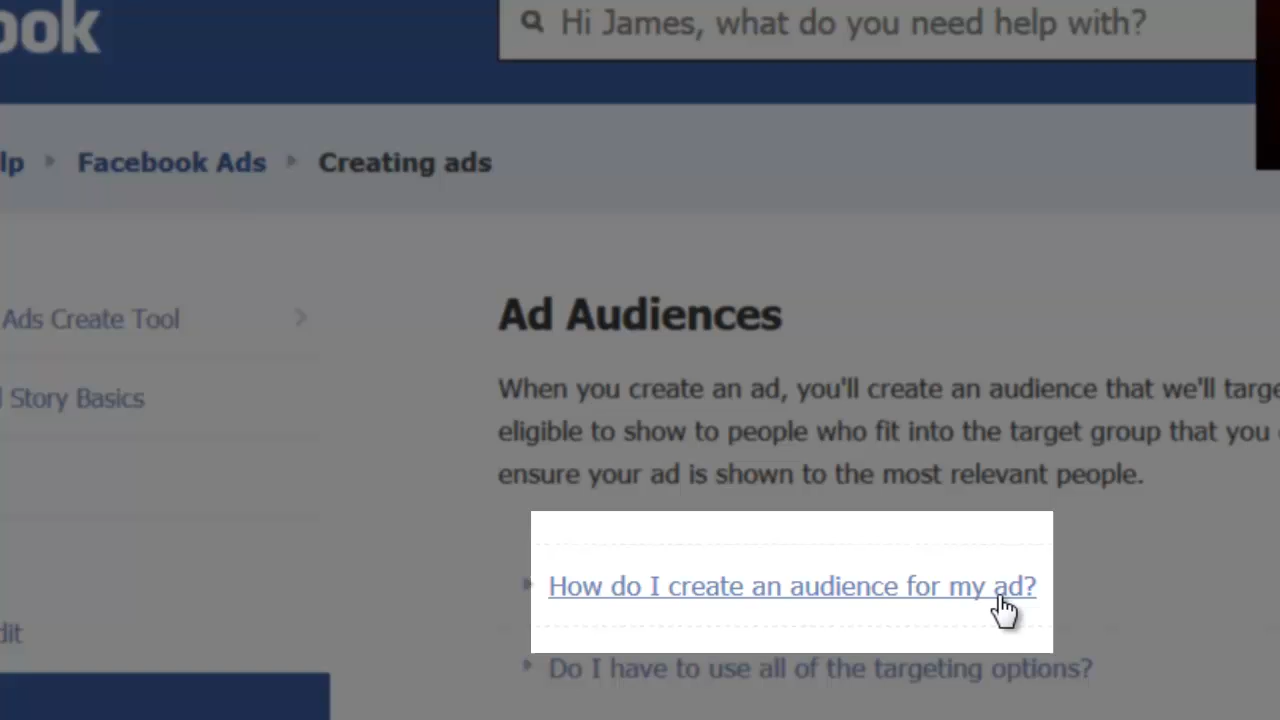 ook
Hi James, what do you need help with?
lp Facebook Ads Creating ads
Ads Create Tool
Story Basics
dit
Ad Audiences
When you create an ad, you'll create an audience that we'll targe
eligible to show to people who fit into the target group that you
ensure your ad is shown to the most relevant people.
How do I create an audience for my ad?
Do I have to use all of the targeting options?